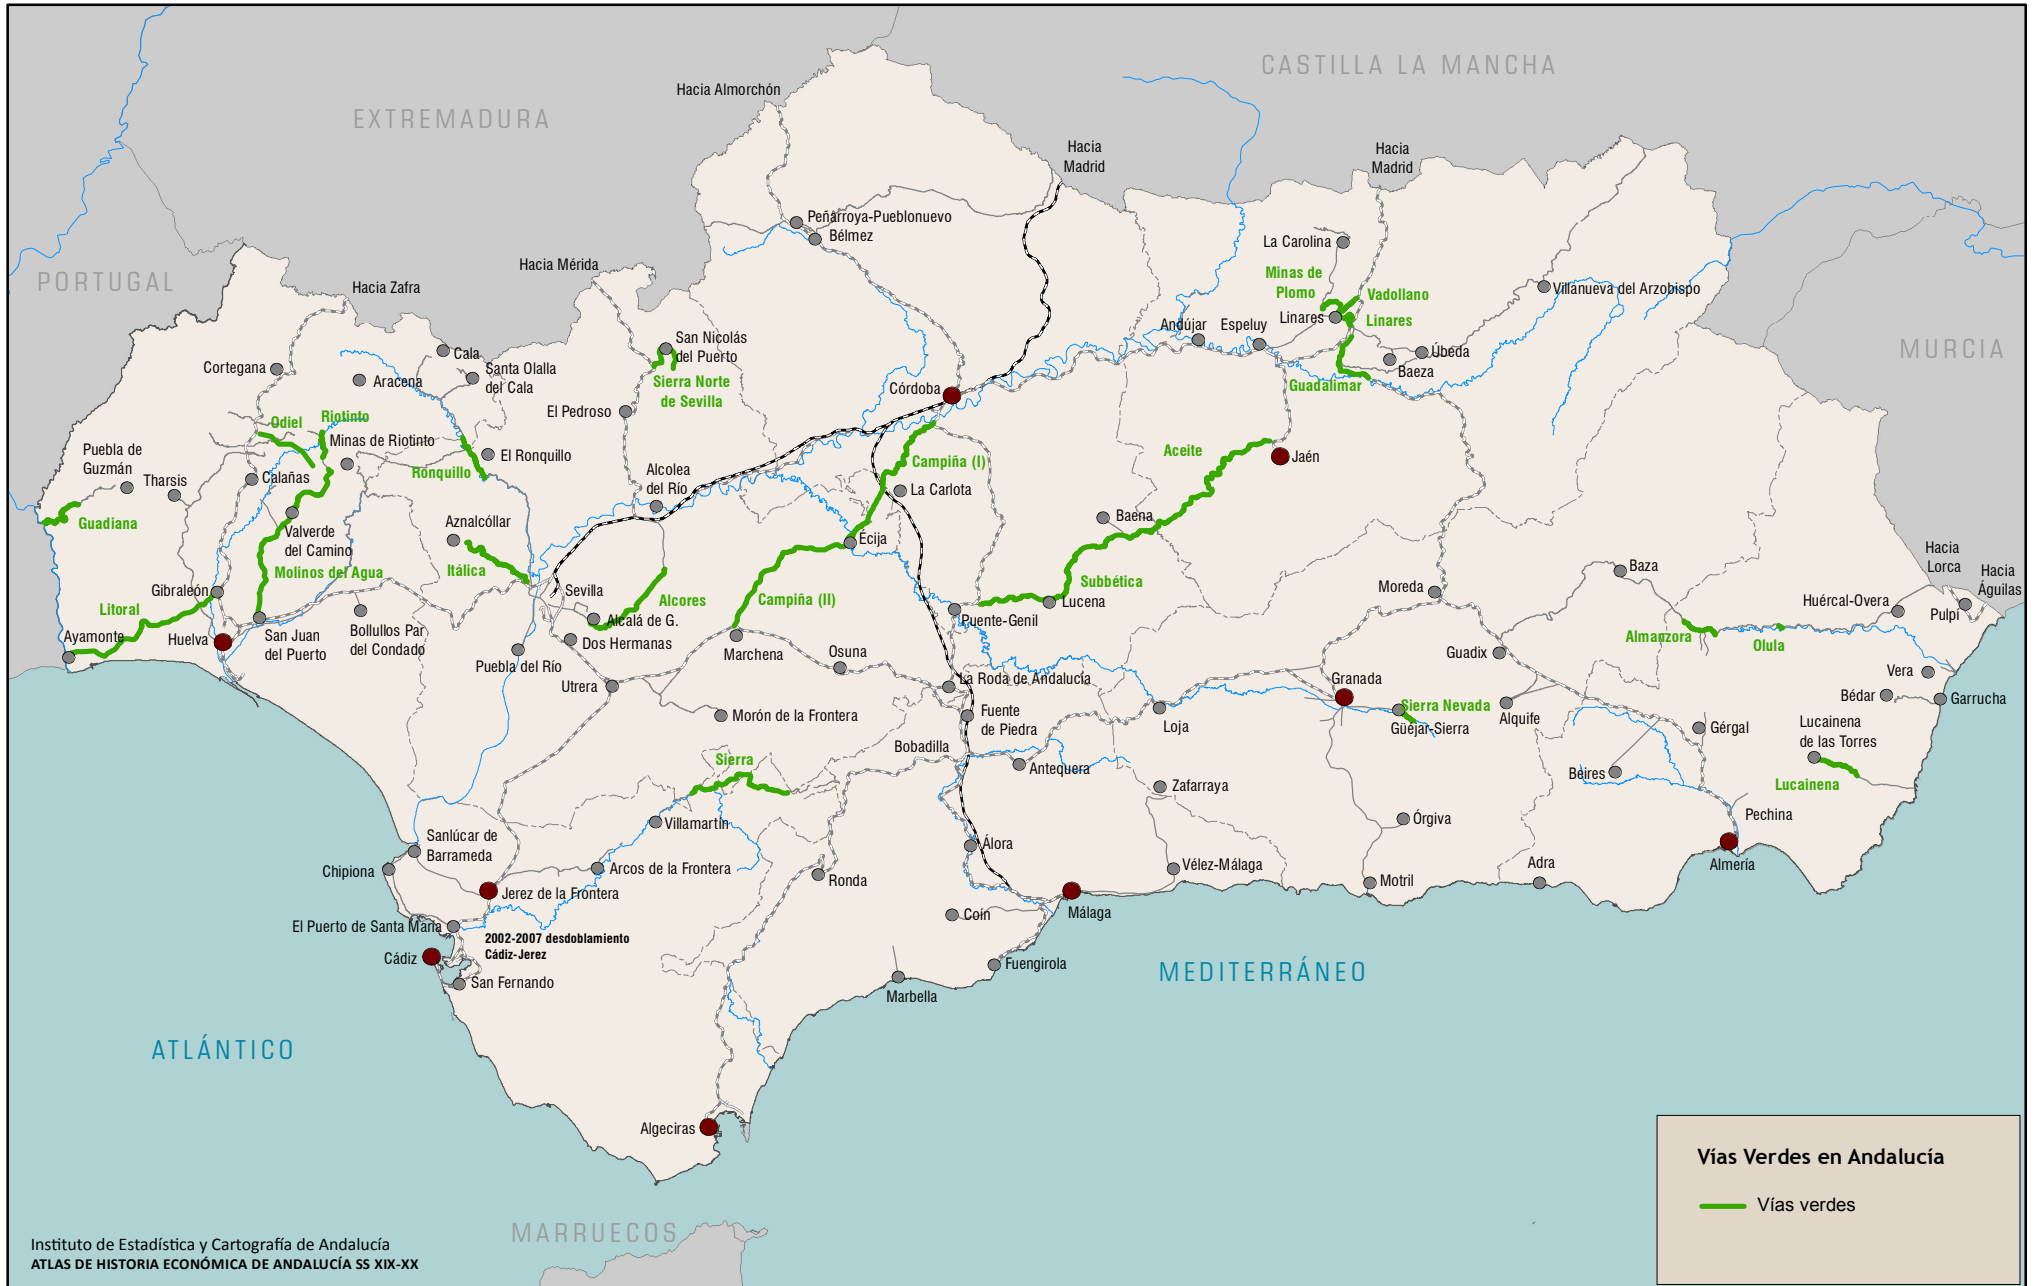 CASTILLA LA MANCHA
EXTREMADURA
PORTUGAL
MURCIA
MARRUECOS
ATLÁNTICO
MEDITERRÁNEO
Hacia Almorchón
Hacia
Madrid
Hacia
Madrid
Hacia Mérida
Hacia Zafra
Hacia
Lorca
Hacia
Águilas
Peñarroya-Pueblonuevo
Bélmez
La Carolina
Minas de
Plomo
Vadollano
Linares
Linares
Villanueva del Arzobispo
Andújar
Espeluy
Úbeda
Baeza
Guadalimar
Cortegana
Cala
Aracena
Santa Olalla
del Cala
San Nicolás
del Puerto
Sierra Norte
de Sevilla
El Pedroso
Córdoba
Odiel
Riotinto
Minas de Riotinto
Ronquillo
El Ronquillo
Puebla de
Guzmán
Tharsis
Calañas
Guadiana
Valverde
del Camino
Molinos del Agua
Aznalcóllar
Itálica
Alcolea
del Río
Campiña (I)
La Carlota
Écija
Aceite
Jaén
Baena
Subbética
Lucena
Puente-Genil
Campiña (II)
Alcores
Sevilla
Alcalá de G.
Dos Hermanas
Gibraleón
Litoral
Ayamonte
Huelva
San Juan
del Puerto
Bollullos Par
del Condado
Puebla del Río
Utrera
Marchena
Osuna
La Roda de Andalucía
Morón de la Frontera
Fuente
de Piedra
Bobadilla
Antequera
Loja
Zafarraya
Moreda
Baza
Guadix
Granada
Sierra Nevada
Güejar-Sierra
Alquife
Almanzora
Olula
Huércal-Overa
Pulpí
Vera
Bédar
Garrucha
Gérgal
Lucainena
de las Torres
Lucainena
Beires
Pechina
Almería
Órgiva
Adra
Motril
Vélez-Málaga
Málaga
Álora
Coín
Fuengirola
Marbella
Ronda
Sierra
Villamartín
Arcos de la Frontera
Sanlúcar de
Barrameda
Chipiona
Jerez de la Frontera
El Puerto de Santa María
2002-2007 desdoblamiento
Cádiz-Jerez
Cádiz
San Fernando
Algeciras
Vías Verdes en Andalucía
Vías verdes
Instituto de Estadística y Cartografía de Andalucía
ATLAS DE HISTORIA ECONÓMICA DE ANDALUCÍA SS XIX-XX